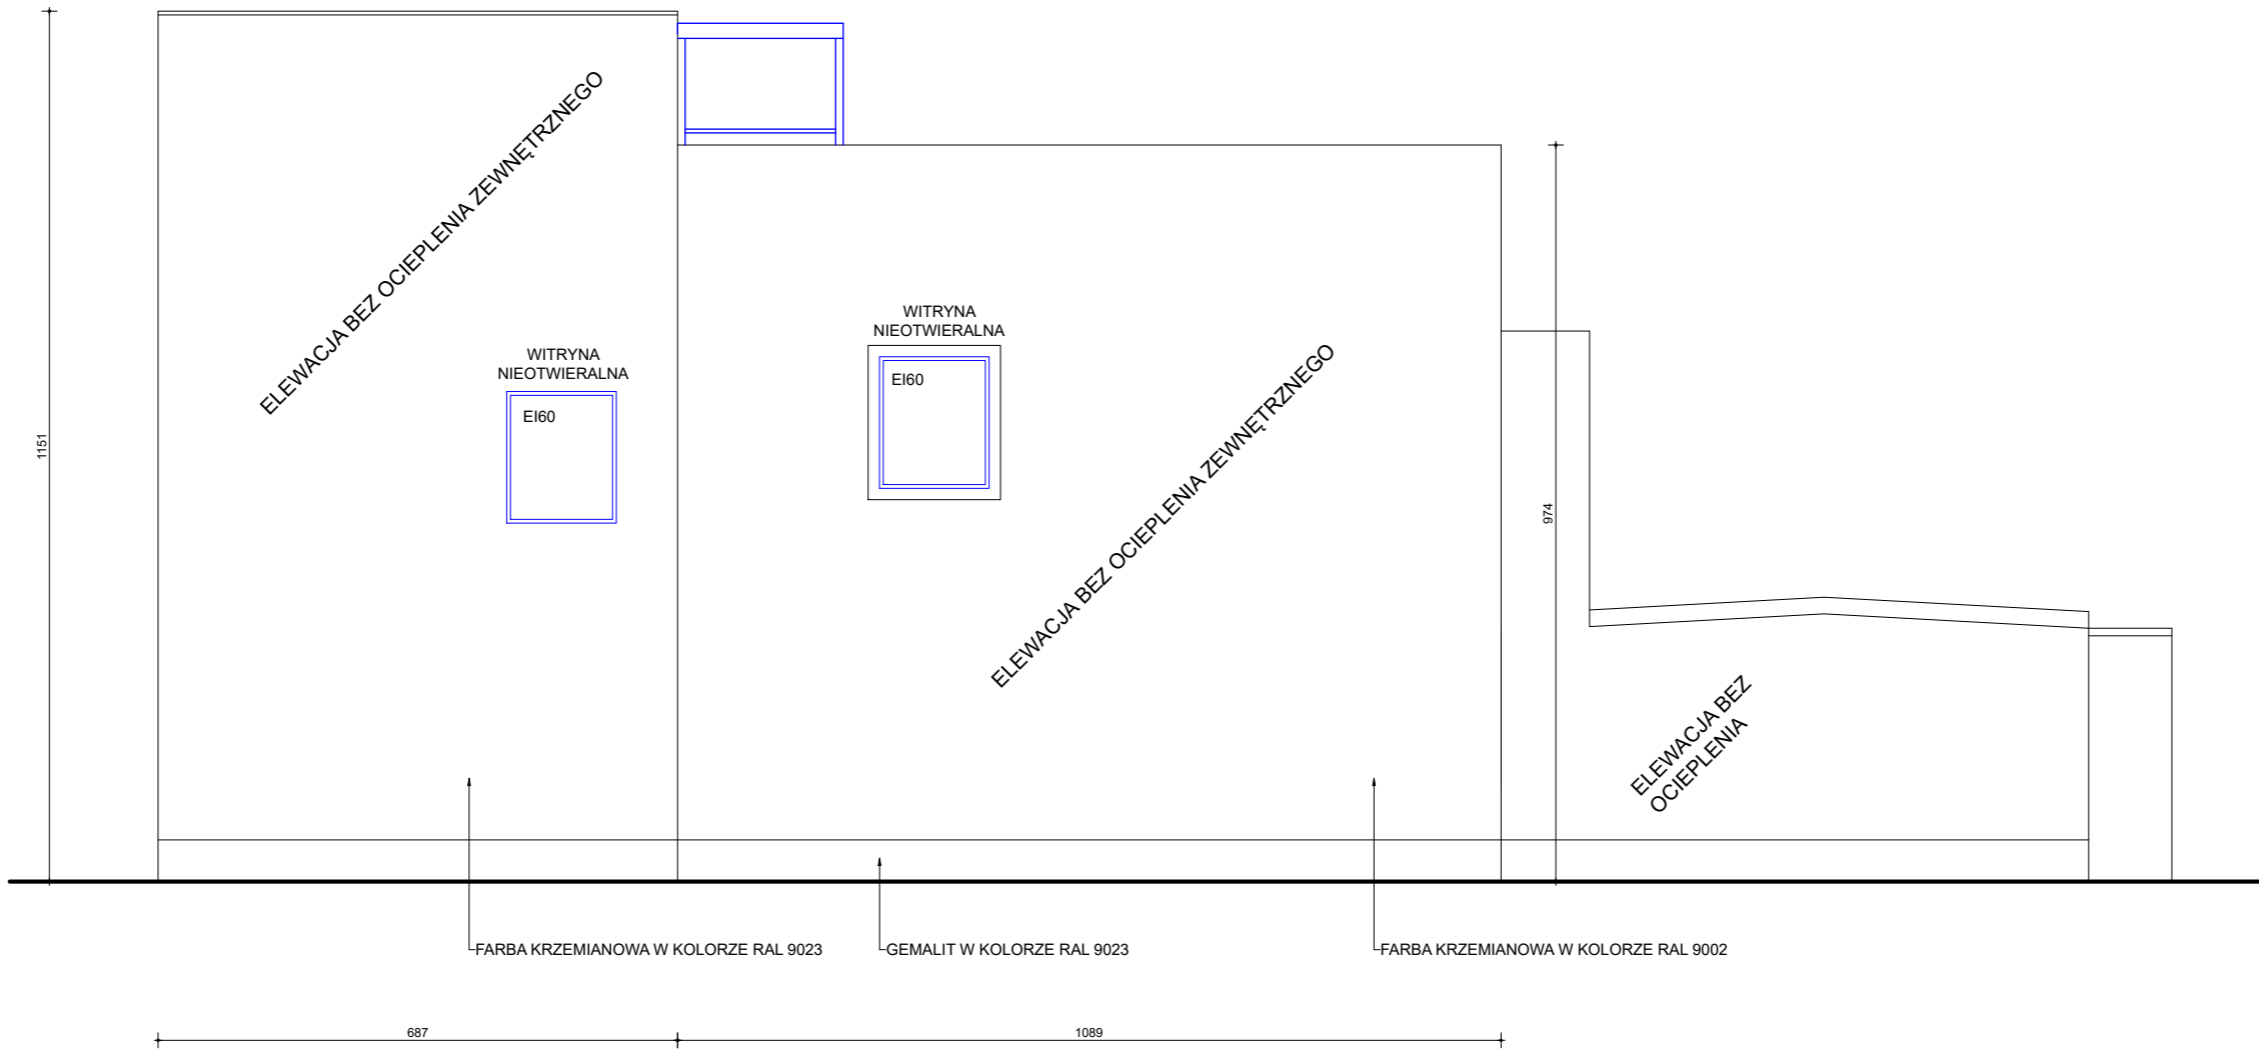 ELEWACJA BEZ OCIEPLENIA ZEWNĘTRZNEGO
WITRYNA
NIEOTWIERALNA
EI60
WITRYNA
NIEOTWIERALNA
EI60
ELEWACJA BEZ OCIEPLENIA ZEWNĘTRZNEGO
1151
974
ELEWACJA BEZ
OCIEPLENIA
FARBA KRZEMIANOWA W KOLORZE RAL 9023
GEMALIT W KOLORZE RAL 9023
FARBA KRZEMIANOWA W KOLORZE RAL 9002
687
1089